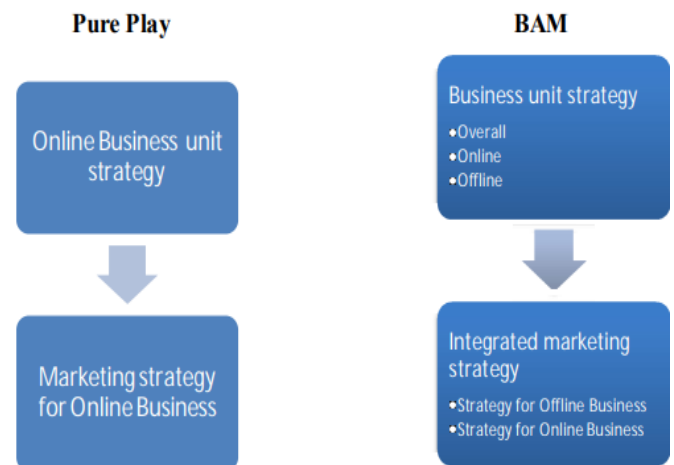 Pure Play
Online Business unit
strategy
Marketing strategy
for Online Business
BAM
Business unit strategy
•Overall
•Online
•Offline
Integrated marketing
strategy
•Strategy for Offline Business
•Strategy for Online Business